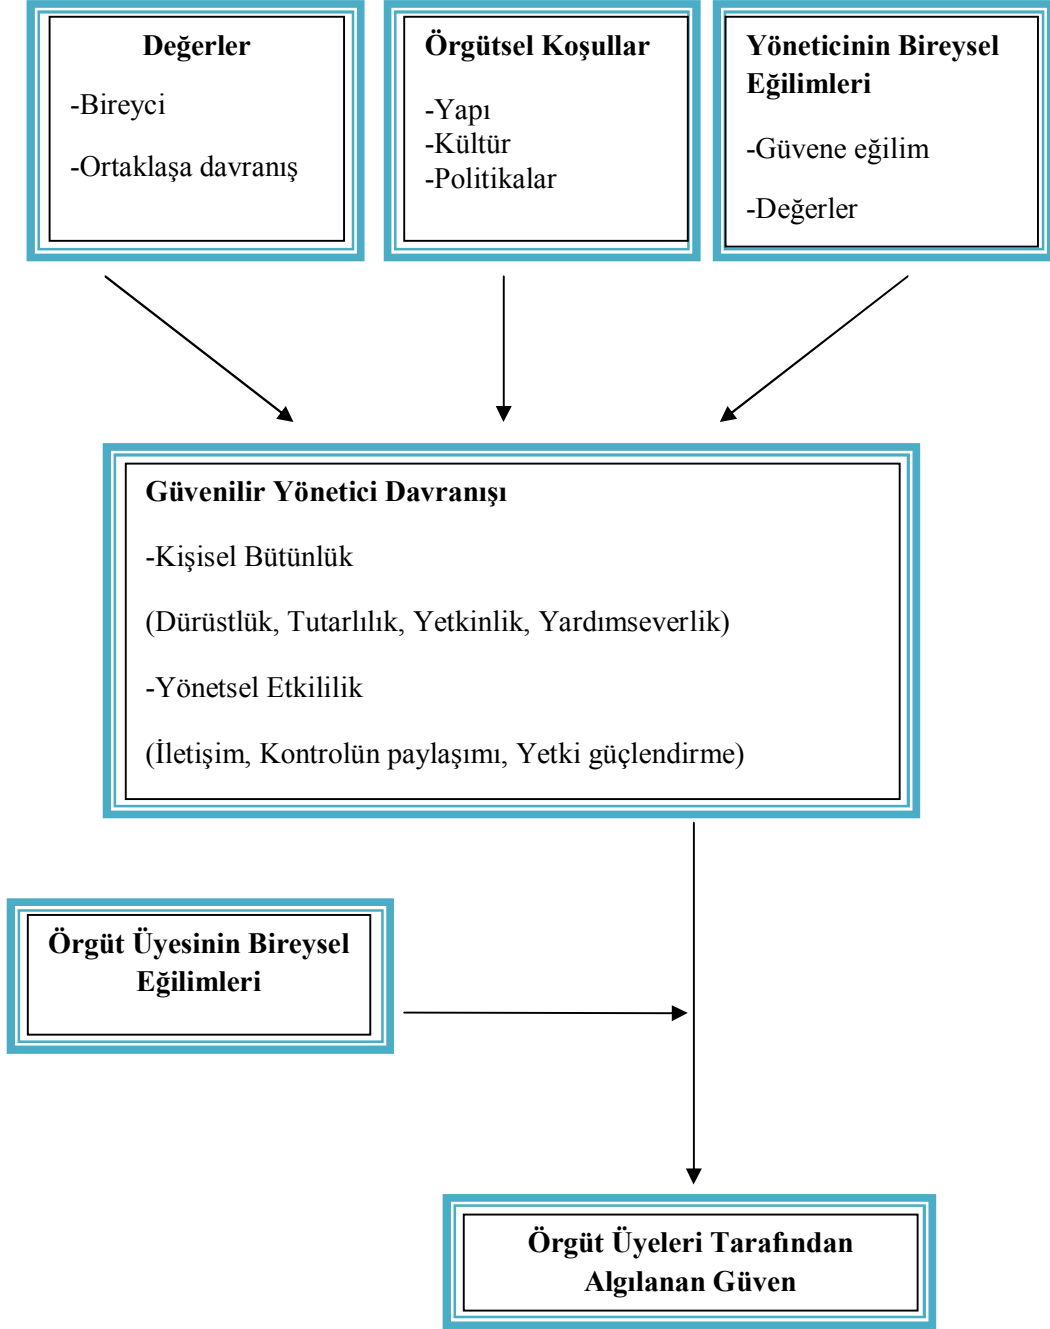 Değerler
-Bireyci
-Ortaklaşa davranış
Örgütsel Koşullar
-Yapı
-Kültür
-Politikalar
Yöneticinin Bireysel
Eğilimleri
-Güvene eğilim
-Değerler
Güvenilir Yönetici Davranışı
-Kişisel Bütünlük
(Dürüstlük, Tutarlılık, Yetkinlik, Yardımseverlik)
-Yönetsel Etkililik
(İletişim, Kontrolün paylaşımı, Yetki güçlendirme)
Örgüt Üyesinin Bireysel
Eğilimleri
Örgüt Üyeleri Tarafından
Algılanan Güven